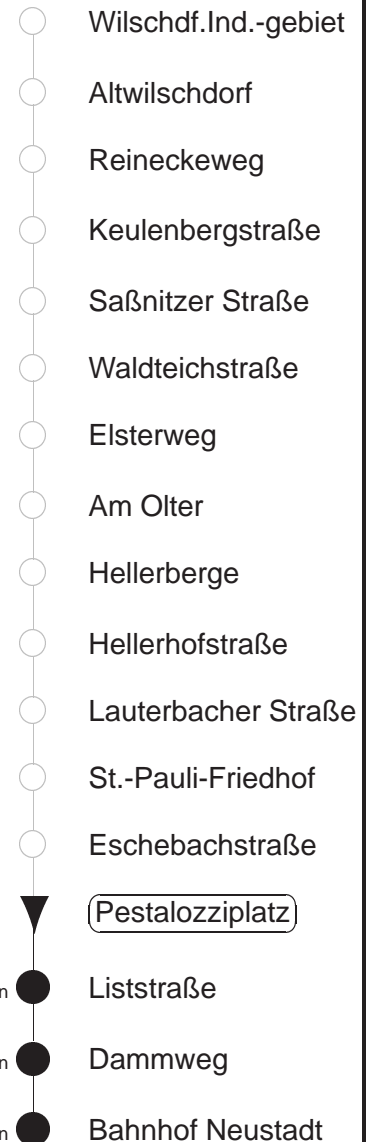 Wilschdf.Ind.-gebiet
Altwilschdorf
Reineckeweg
Keulenbergstraße
Saßnitzer Straße
Waldteichstraße
Elsterweg
Am Olter
Hellerberge
Hellerhofstraße
Lauterbacher Straße
St.-Pauli-Friedhof
Eschebachstraße
Pestalozziplatz
n Liststraße
n Dammweg
n Bahnhof Neustadt